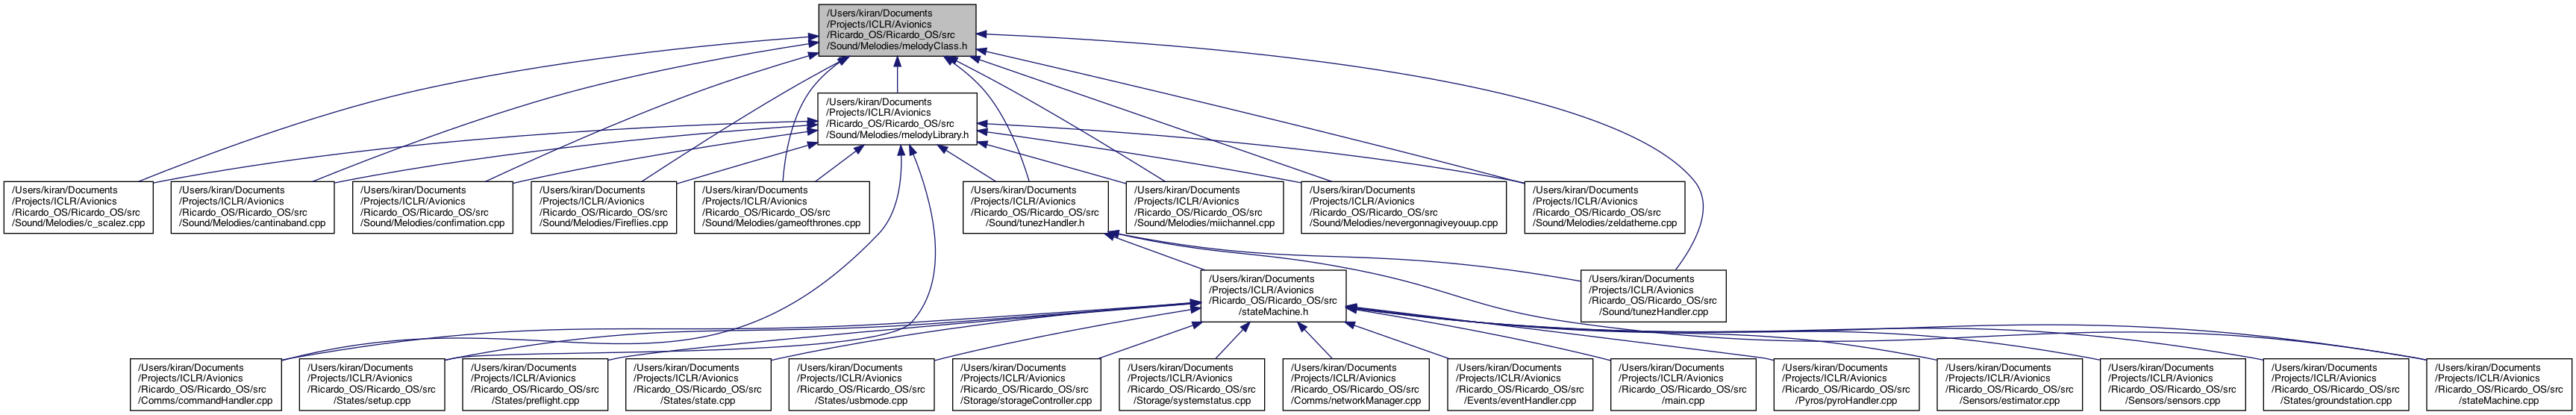 /Users/kiran/Documents
/Projects/ICLR/Avionics
/Ricardo_OS/Ricardo_OS/src
/Sound/Melodies/melodyClass.h
/Users/kiran/Documents
/Projects/ICLR/Avionics
/Ricardo_OS/Ricardo_OS/src
/Sound/Melodies/melodyLibrary.h
/Users/kiran/Documents
/Projects/ICLR/Avionics
/Ricardo_OS/Ricardo_OS/src
/Sound/Melodies/c_scalez.cpp
/Users/kiran/Documents
/Projects/ICLR/Avionics
/Ricardo_OS/Ricardo_OS/src
/Sound/Melodies/cantinaband.cpp
/Users/kiran/Documents
/Projects/ICLR/Avionics
/Ricardo_OS/Ricardo_OS/src
/Sound/Melodies/confimation.cpp
/Users/kiran/Documents
/Projects/ICLR/Avionics
/Ricardo_OS/Ricardo_OS/src
/Sound/Melodies/Fireflies.cpp
/Users/kiran/Documents
/Projects/ICLR/Avionics
/Ricardo_OS/Ricardo_OS/src
/Sound/Melodies/gameofthrones.cpp
/Users/kiran/Documents
/Projects/ICLR/Avionics
/Ricardo_OS/Ricardo_OS/src
/Sound/tunezHandler.h
/Users/kiran/Documents
/Projects/ICLR/Avionics
/Ricardo_OS/Ricardo_OS/src
/Sound/Melodies/miichannel.cpp
/Users/kiran/Documents
/Projects/ICLR/Avionics
/Ricardo_OS/Ricardo_OS/src
/Sound/Melodies/nevergonnagiveyouup.cpp
/Users/kiran/Documents
/Projects/ICLR/Avionics
/Ricardo_OS/Ricardo_OS/src
/Sound/Melodies/zeldatheme.cpp
/Users/kiran/Documents
/Projects/ICLR/Avionics
/Ricardo_OS/Ricardo_OS/src
/stateMachine.h
/Users/kiran/Documents
/Projects/ICLR/Avionics
/Ricardo_OS/Ricardo_OS/src
/Sound/tunezHandler.cpp
/Users/kiran/Documents
/Projects/ICLR/Avionics
/Ricardo_OS/Ricardo_OS/src
/Comms/commandHandler.cpp
/Users/kiran/Documents
/Projects/ICLR/Avionics
/Ricardo_OS/Ricardo_OS/src
/States/setup.cpp
/Users/kiran/Documents
/Projects/ICLR/Avionics
/Ricardo_OS/Ricardo_OS/src
/States/preflight.cpp
/Users/kiran/Documents
/Projects/ICLR/Avionics
/Ricardo_OS/Ricardo_OS/src
/States/state.cpp
/Users/kiran/Documents
/Projects/ICLR/Avionics
/Ricardo_OS/Ricardo_OS/src
/States/usbmode.cpp
/Users/kiran/Documents
/Projects/ICLR/Avionics
/Ricardo_OS/Ricardo_OS/src
/Storage/storageController.cpp
/Users/kiran/Documents
/Projects/ICLR/Avionics
/Ricardo_OS/Ricardo_OS/src
/Storage/systemstatus.cpp
/Users/kiran/Documents
/Projects/ICLR/Avionics
/Ricardo_OS/Ricardo_OS/src
/Comms/networkManager.cpp
/Users/kiran/Documents
/Projects/ICLR/Avionics
/Ricardo_OS/Ricardo_OS/src
/Events/eventHandler.cpp
/Users/kiran/Documents
/Projects/ICLR/Avionics
/Ricardo_OS/Ricardo_OS/src
/main.cpp
/Users/kiran/Documents
/Projects/ICLR/Avionics
/Ricardo_OS/Ricardo_OS/src
/Pyros/pyroHandler.cpp
/Users/kiran/Documents
/Projects/ICLR/Avionics
/Ricardo_OS/Ricardo_OS/src
/Sensors/estimator.cpp
/Users/kiran/Documents
/Projects/ICLR/Avionics
/Ricardo_OS/Ricardo_OS/src
/Sensors/sensors.cpp
/Users/kiran/Documents
/Projects/ICLR/Avionics
/Ricardo_OS/Ricardo_OS/src
/States/groundstation.cpp
/Users/kiran/Documents
/Projects/ICLR/Avionics
/Ricardo_OS/Ricardo_OS/src
/stateMachine.cpp